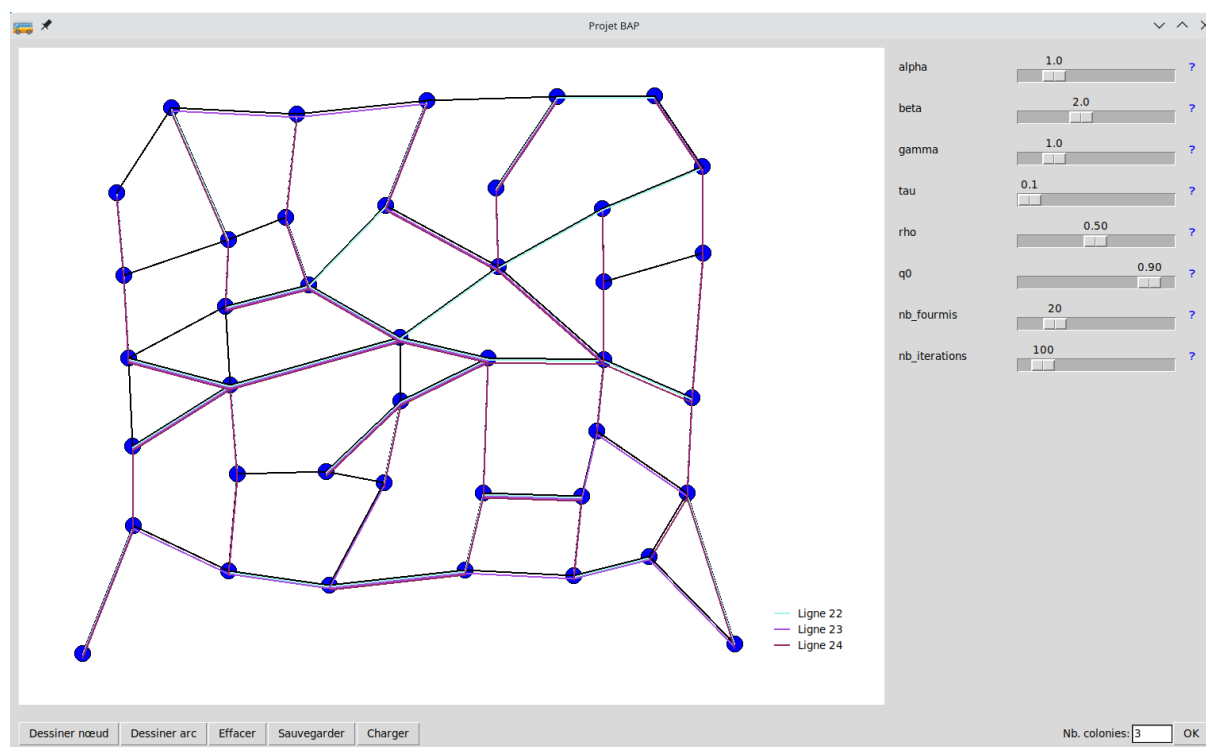 Projet BAP
alpha
1.0
?
beta
2.0
?
gamma
1.0
?
tau
0.1
?
rho
0.50
?
q0
0.90
?
nb_fourmis
20
?
nb_iterations
100
?
Ligne 22
Ligne 23
Ligne 24
Dessiner nœud
Dessiner arc
Effacer
Sauvegarder
Charger
Nb. colonies:
3
OK